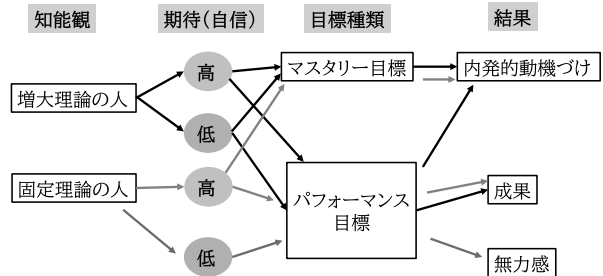 知能観
期待（自信）
目標種類
結果
増大理論の人
固定理論の人
高
低
高
低
マスタリー目標
パフォーマンス
目標
内発的動機づけ
成果
無力感